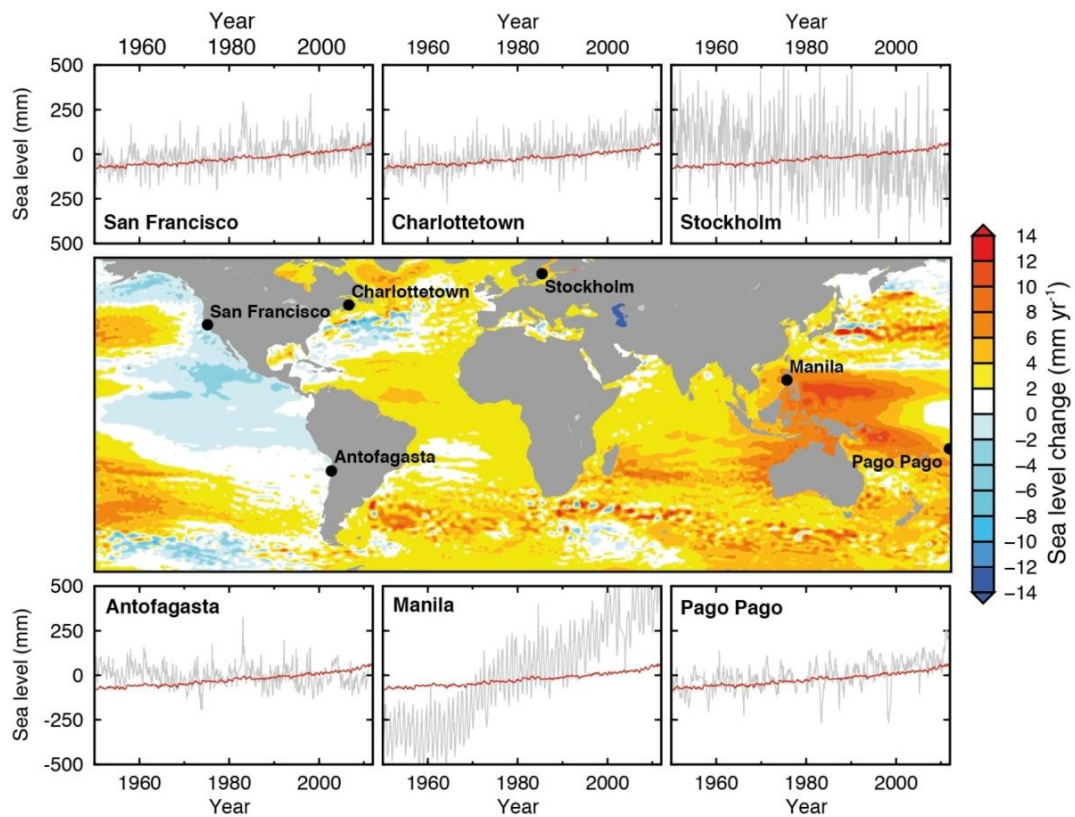 Year Year Year
1960 1980 2000 1960 1980 2000 1960 1980 2000
500
250
0
250
500
Sea level (mm)
San Francisco
Charlottetown
Stockholm
San Francisco
Charlottetown
Stockholm
Manila
Antofagasta
Pago Pago
14
12
10
8
6
4
2
0
−2
−4
−6
−8
−10
−12
−14
Sea level change (mm yr-1)
Antofagasta
Manila
Pago Pago
500
250
0
-250
-500
Sea level (mm)
1960 1980 2000 1960 1980 2000 1960 1980 2000
Year Year Year